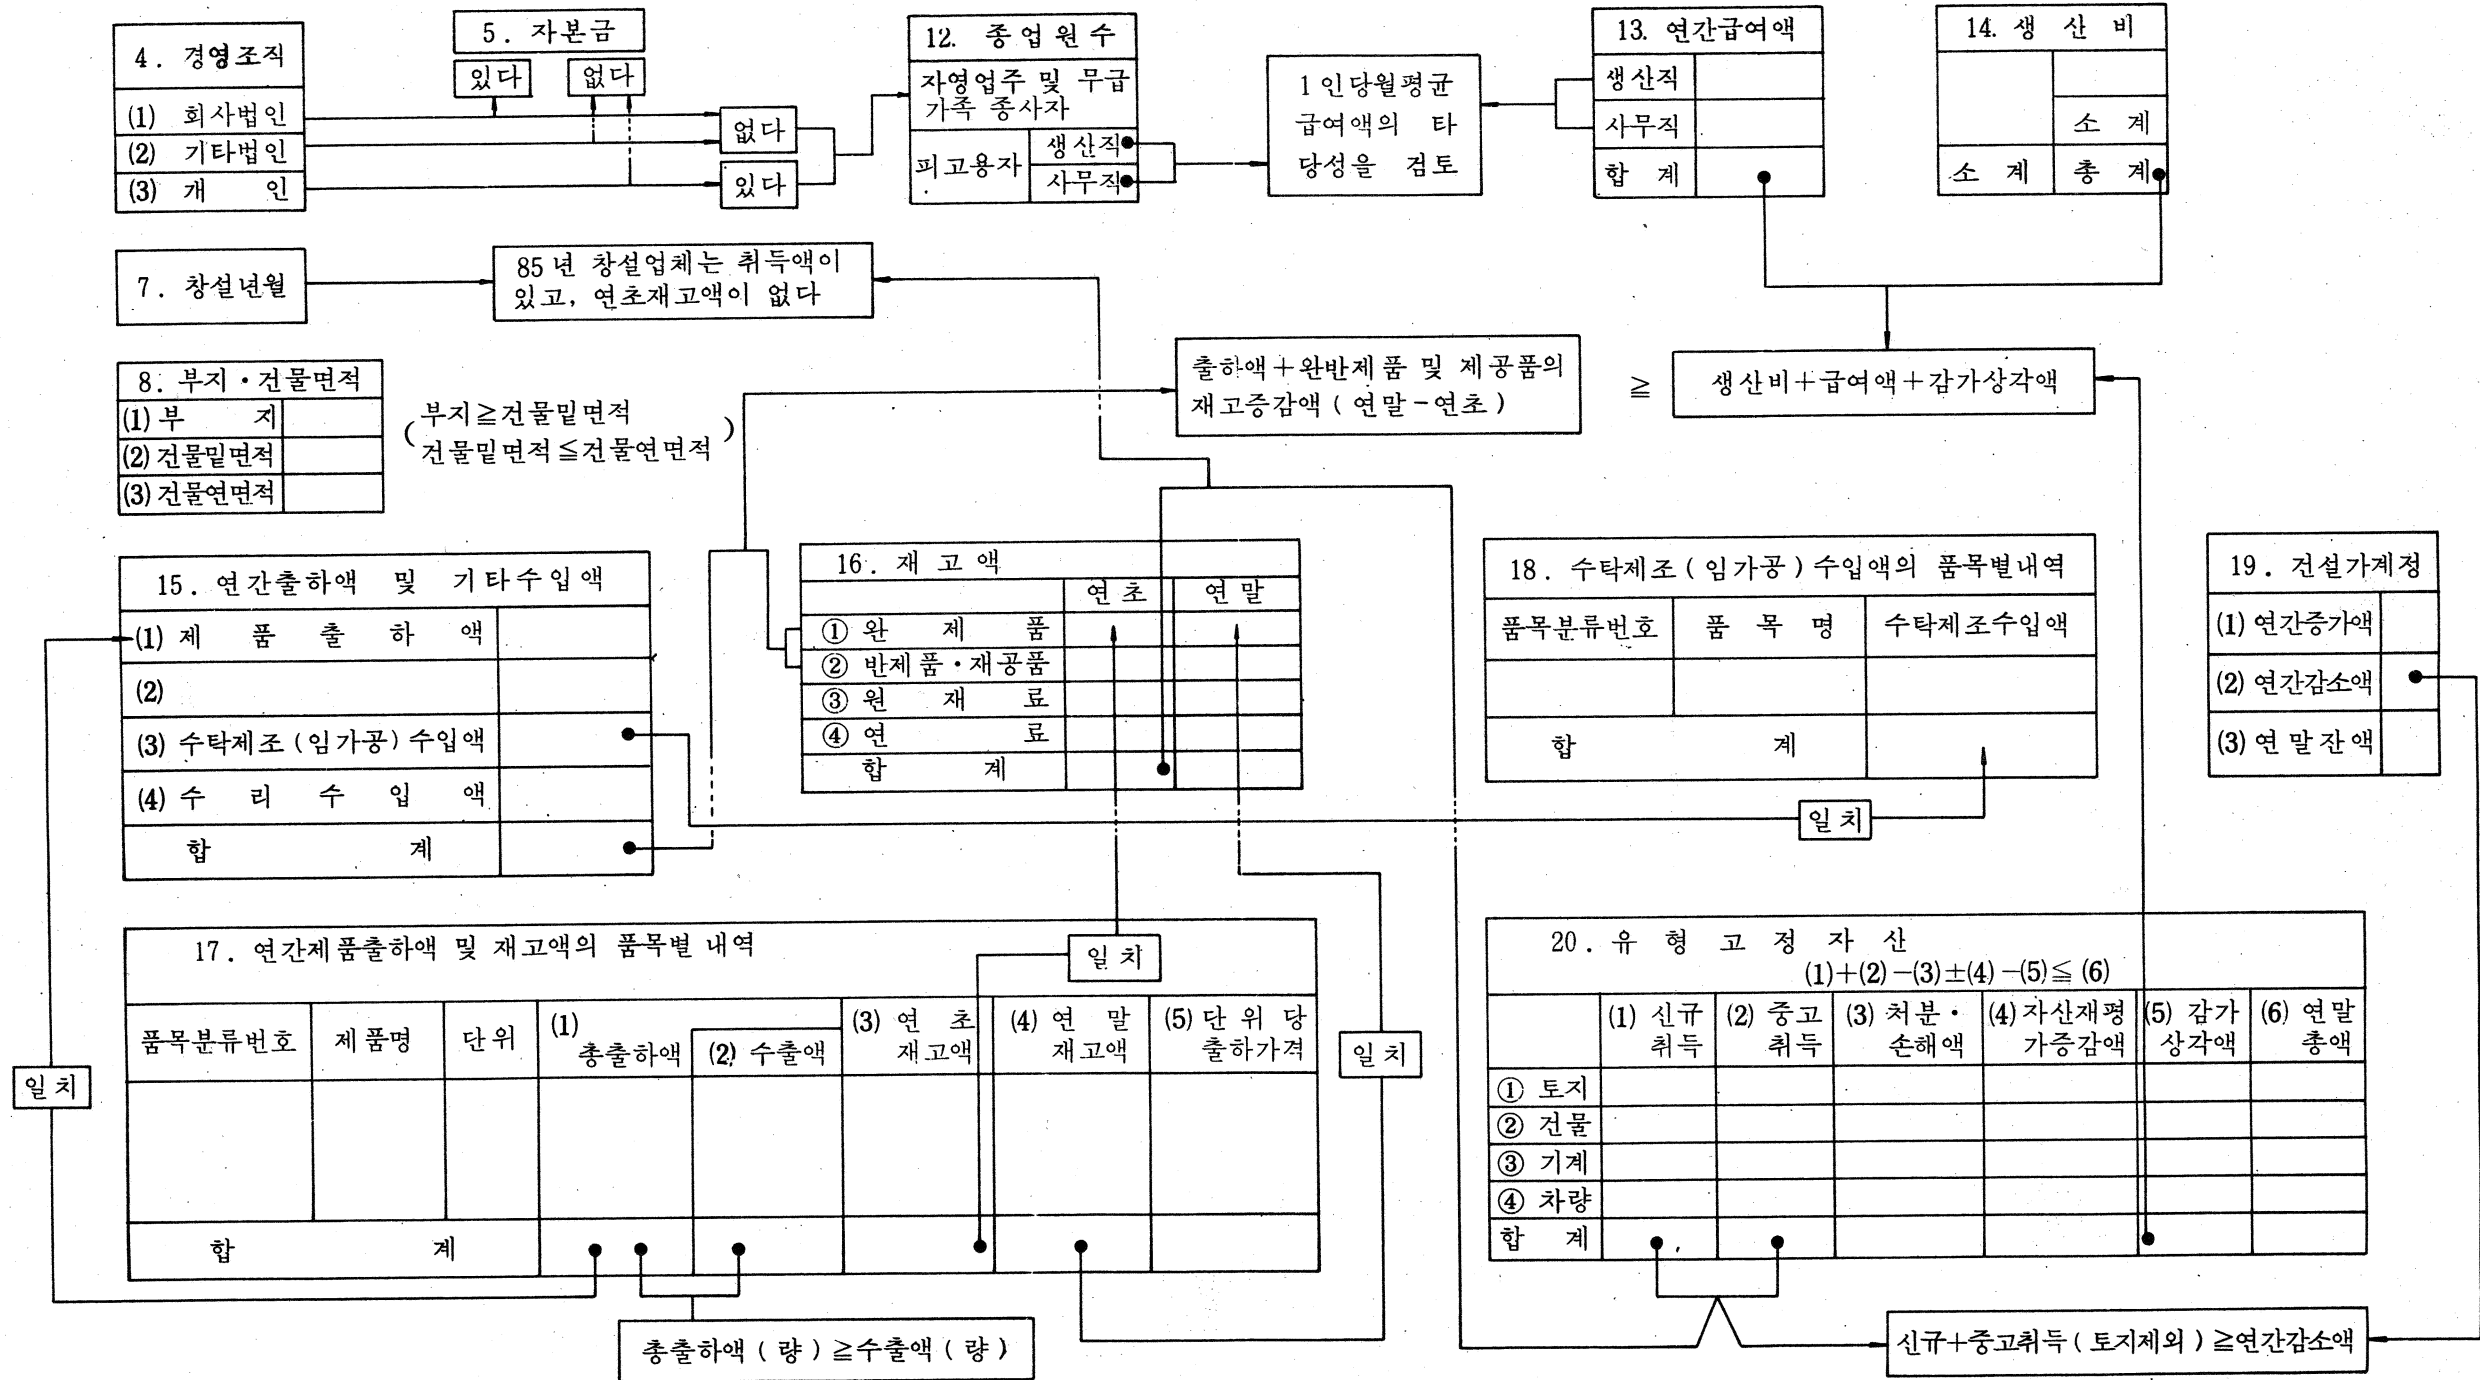 4. 경영조직
(1) 회사법인
(2) 기타법인
(3) 개 인
5. 자본금
있다
없다
없다
있다
12. 종업원수
자영업주 및 무급
가족 종사자
피고용자
생산직
사무직
1인당월평균
급여액의 타
당성을 검토
13. 연간급여액
생산직
사무직
합 계
14. 생 산 비
소 계
소 계
총 계
7. 창설년월
85년 창설업체는 취득액이
있고, 연초재고액이 없다
8. 부지·건물면적
(1) 부 지
(2) 건물밑면적
(3) 건물연면적
(부지≧건물밑면적
건물밑면적≦건물연면적)
출하액+완반제품 및 제공품의
재고증감액 (연말-연초)
≧
생산비+급여액+감가상각액
15. 연간출하액 및 기타수입액
(1) 제 품 출 하 액
(2)
(3) 수탁제조(임가공)수입액
(4) 수 리 수 입 액
합 계
16. 재 고 액
연초 연말
① 완 제 품
② 반제품·재공품
③ 원 재 료
④ 연 료
합 계
18. 수탁제조(임가공)수입액의 품목별내역
품목분류번호 품 목 명 수탁제조수입액
합 계
일치
19. 건설가계정
(1) 연간증가액
(2) 연간감소액
(3) 연말잔액
17. 연간제품출하액 및 재고액의 품목별 내역
일치
품목분류번호
제품명
단위
(1)
총출하액
(2) 수출액
(3) 연 초
재고액
(4) 연 말
재고액
(5) 단 위 당
출하가격
합 계
일치
일치
총출하액(량)≧수출액(량)
20. 유 형 고 정 자 산
(1)+(2)-(3)±(4)-(5)≦(6)
(1) 신규
취득
(2) 중고
취득
(3) 처분·
손해액
(4) 자산재평
가증감액
(5) 감가
상각액
(6) 연말
총액
① 토지
② 건물
③ 기계
④ 차량
합 계
신규+중고취득(토지제외)≧연간감소액